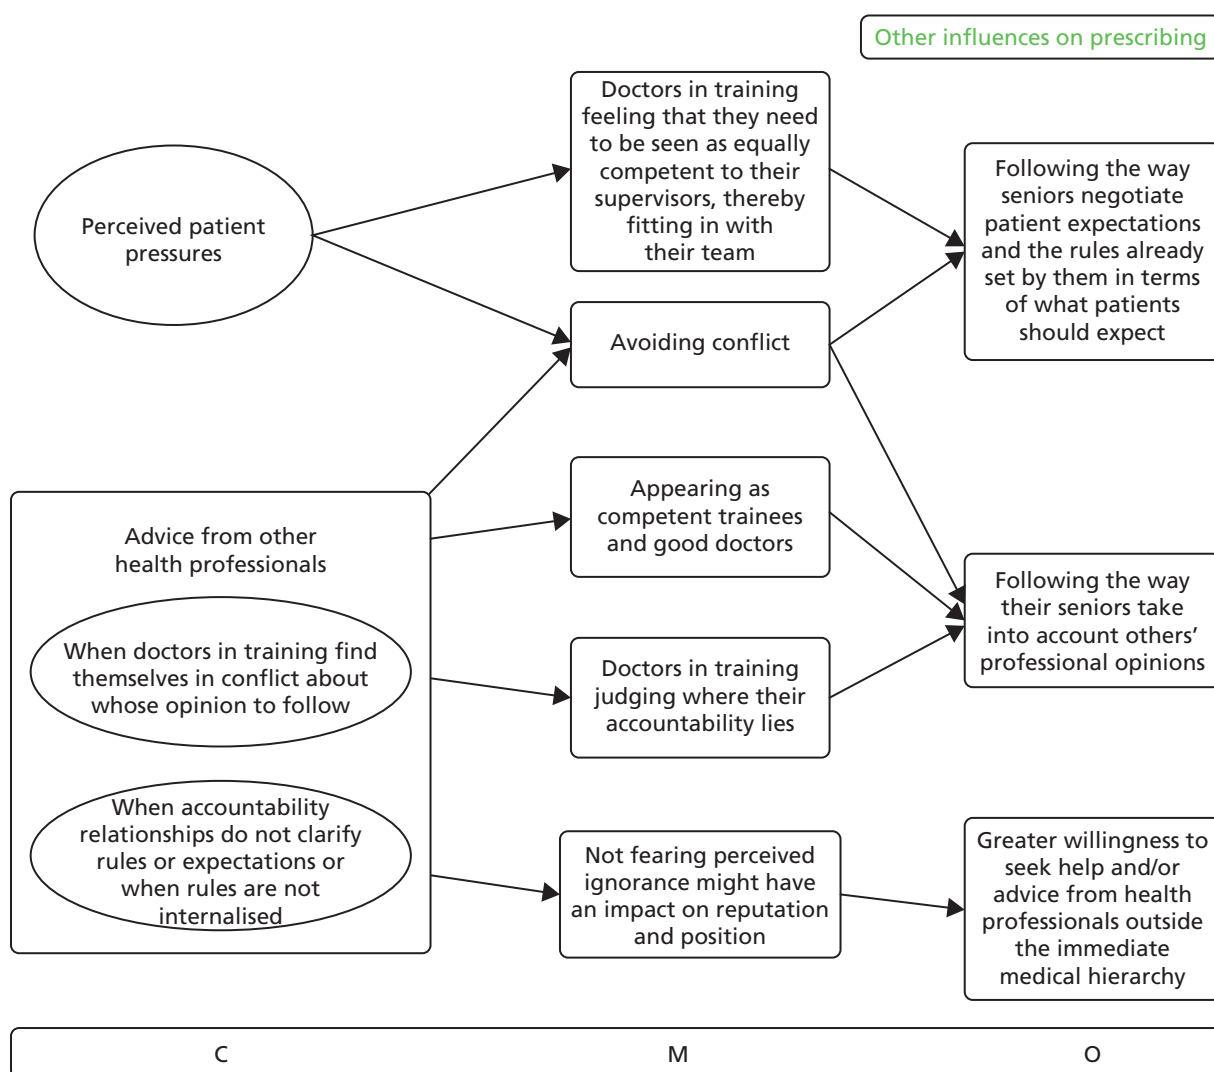 Other influences on prescribing
Perceived patient
pressures
Doctors in training
feeling that they need
to be seen as equally
competent to their
supervisors, thereby
fitting in with
their team
Following the way
seniors negotiate
patient expectations
and the rules already
set by them in terms
of what patients
should expect
Avoiding conflict
Advice from other
health professionals
When doctors in training find
themselves in conflict about
whose opinion to follow
When accountability
relationships do not clarify
rules or expectations or
when rules are not
internalised
Appearing as
competent trainees
and good doctors
Doctors in training
judging where their
accountability lies
Following the way
their seniors take
into account others’
professional opinions
Not fearing perceived
ignorance might have
an impact on reputation
and position
Greater willingness to
seek help and/or
advice from health
professionals outside
the immediate
medical hierarchy
C
M
O